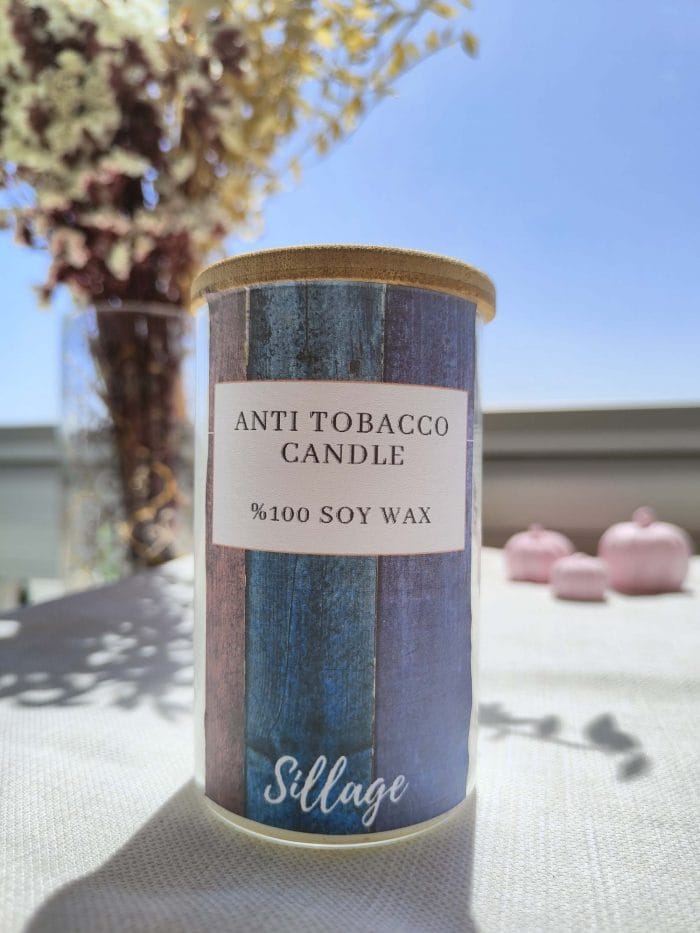 ANTI TOBACCO
CANDLE
%100 SOY WAX
Sillage